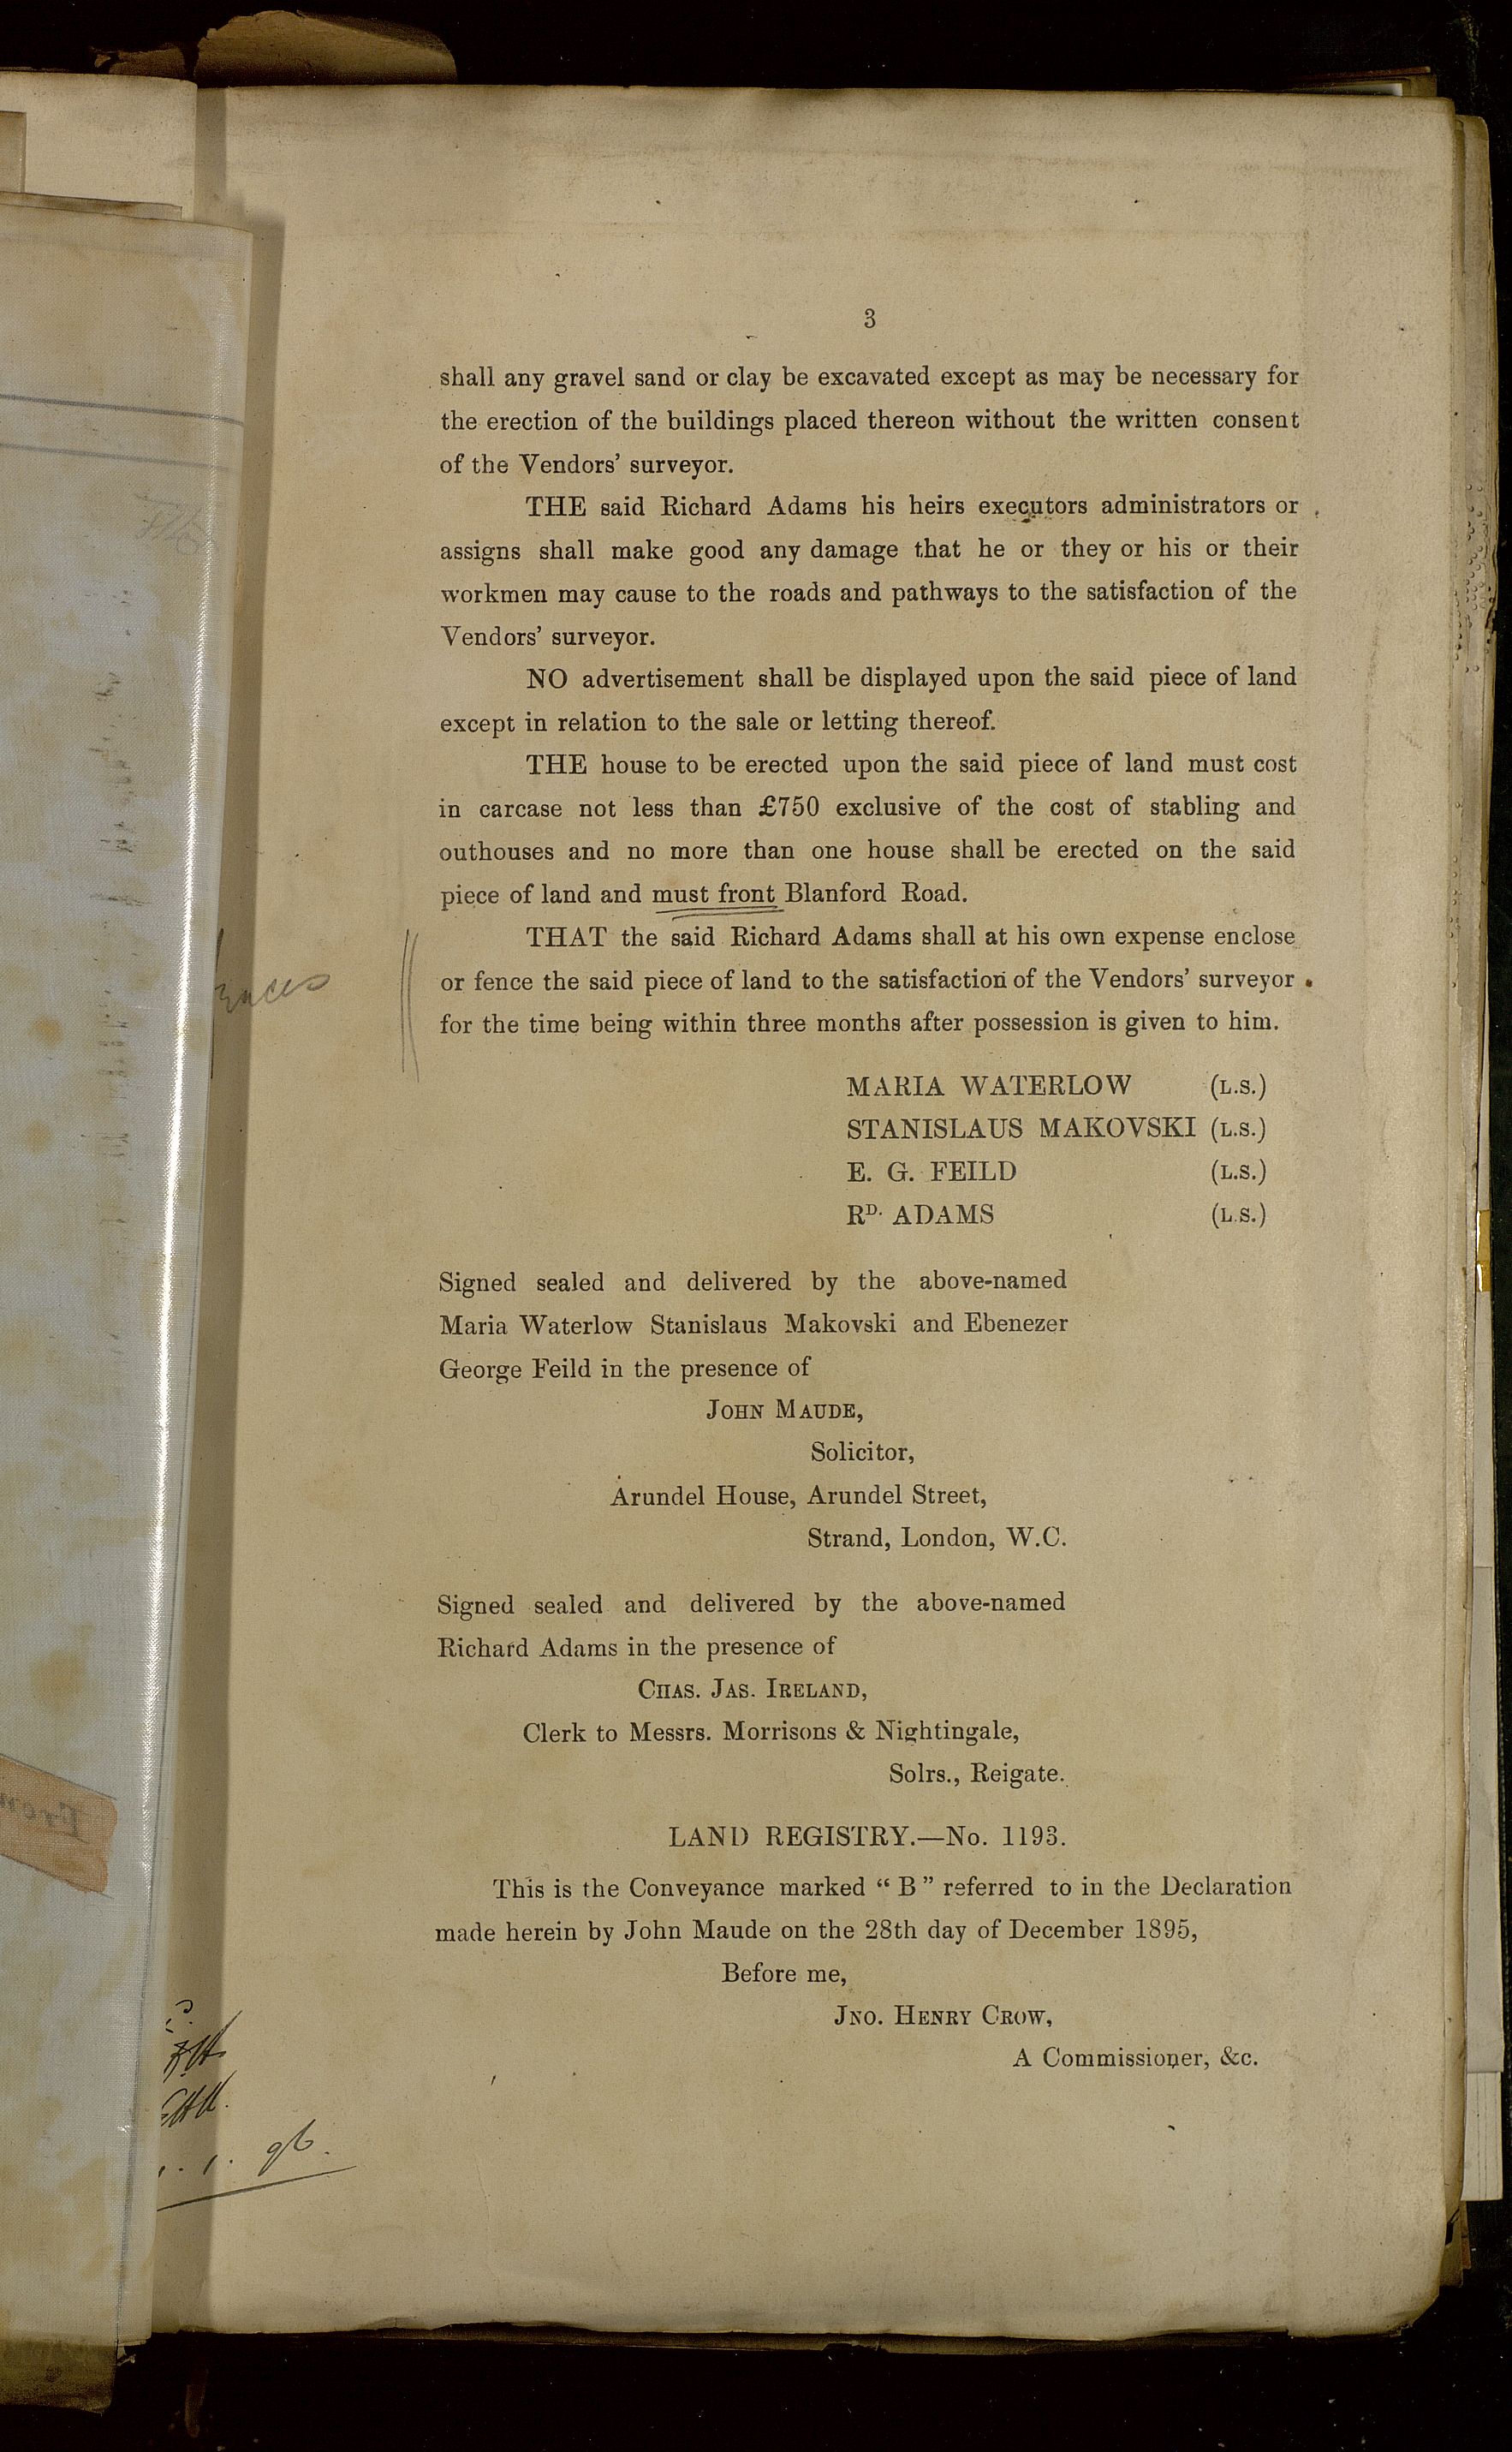 3
shall any gravel sand or clay be excavated except as may be necessary for
the erection of the buildings placed thereon without the written consent
of the Vendors' surveyor.
THE said Richard Adams his heirs executors administrators or
assigns shall make good any damage that he or they or his or their
workmen may cause to the roads and pathways to the satisfaction of the
Vendors' surveyor.
NO advertisement shall be displayed upon the said piece of land
except in relation to the sale or letting thereof.
THE house to be erected upon the said piece of land must cost
in carcase not less than £750 exclusive of the cost of stabling and
outhouses and no more than one house shall be erected on the said
piece of land and must front Blanford Road.
THAT the said Richard Adams shall at his own expense enclose
or fence the said piece of land to the satisfaction of the Vendors' surveyor
for the time being within three months after possession is given to him.
MARIA WATERLOW (L.S.)
STANISLAUS MAKOVSKI (L.S.)
E. G. FEILD (L.S.)
RD. ADAMS (L.S.)
Signed sealed and delivered by the above-named
Maria Waterlow Stanislaus Makovski and Ebenezer
George Feild in the presence of
JOHN MAUDE,
Solicitor,
Arundel House, Arundel Street,
Strand, London, W.C.
Signed sealed and delivered by the above-named
Richard Adams in the presence of
CHAS. JAS. IRELAND,
Clerk to Messrs. Morrisons & Nightingale,
Solrs., Reigate.
LAND REGISTRY.—No. 1193.
This is the Conveyance marked "B" referred to in the Declaration
made herein by John Maude on the 28th day of December 1895,
Before me,
JNO. HENRY CROW,
A Commissioner, &c.
1. 96.